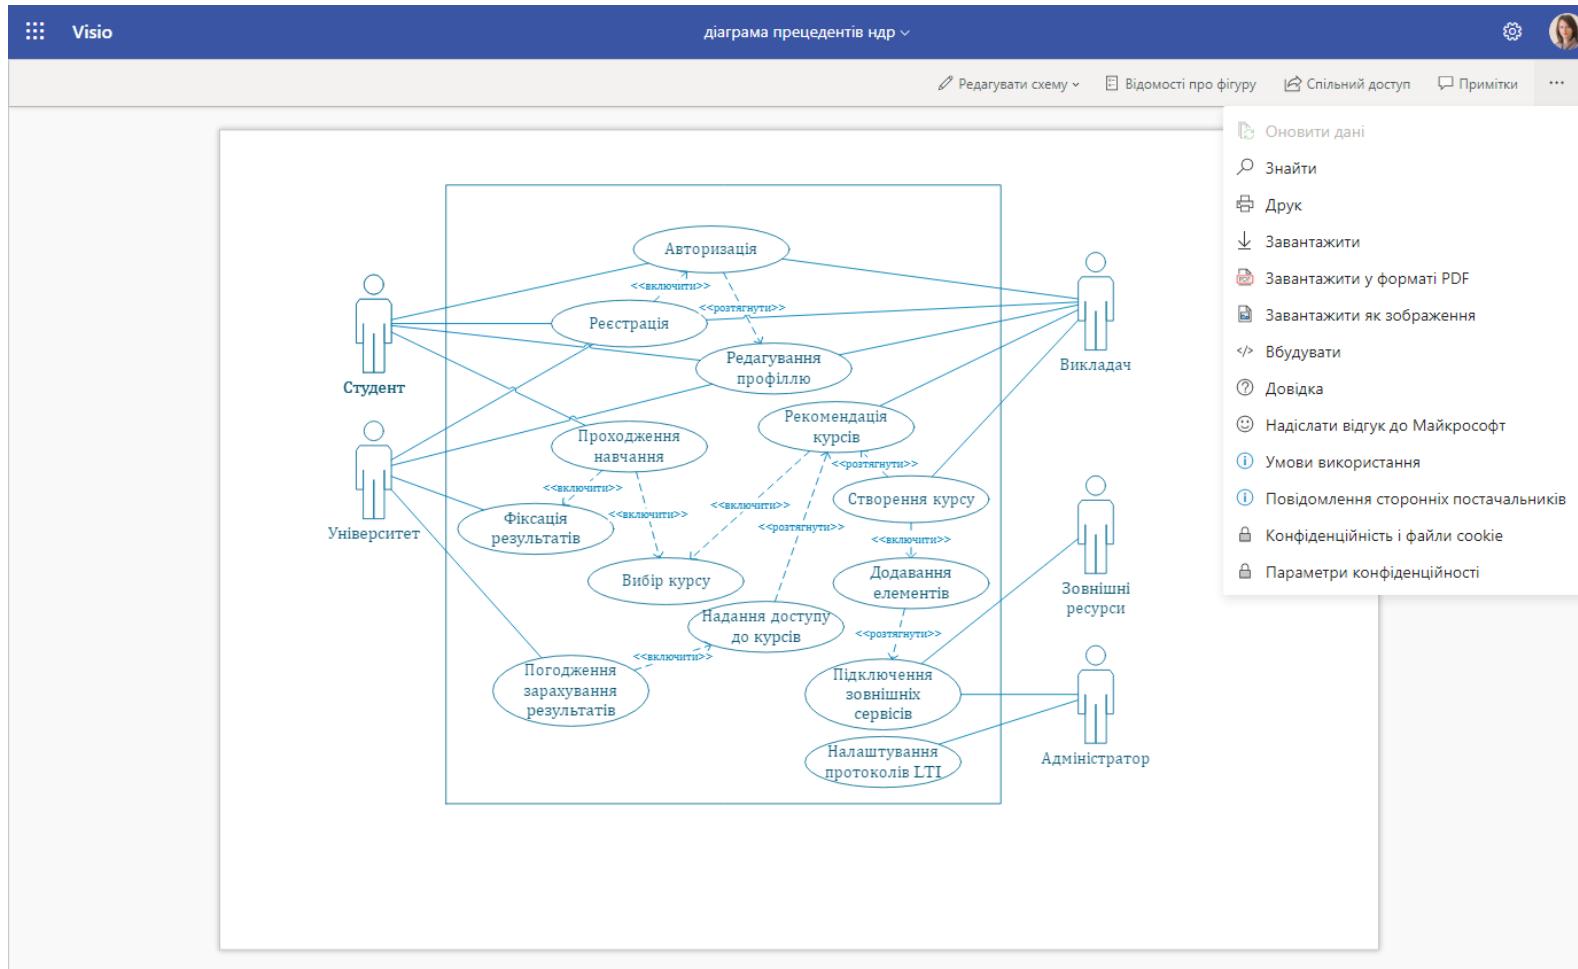 Visio
діаграма прецедентів ндр
Редагувати схему
Відомості про фігуру
Спільний доступ
Примітки
Оновити дані
Знайти
Друк
Завантажити
Завантажити у форматі PDF
Завантажити як зображення
Вбудувати
Довідка
Надіслати відгук до Майкрософт
Умови використання
Повідомлення сторонніх постачальників
Конфіденційність і файли cookie
Параметри конфіденційності
Авторизація
<<включити>>
<<розтягнути>>
Реєстрація
Редагування
профіллю
Студент
Викладач
Рекомендація
курсів
Проходження
навчання
<<розтягнути>>
<<включити>>
Створення курсу
<<включити>>
<<включити>>
Фіксація
результатів
<<розтягнути>>
Університет
<<включити>>
Вибір курсу
Додавання
елементів
Зовнішні
ресурси
Надання доступу
до курсів
<<розтягнути>>
<<включити>>
Погодження
зарахування
результатів
Підключення
зовнішніх
сервісів
Налаштування
протоколів LTI
Адміністратор